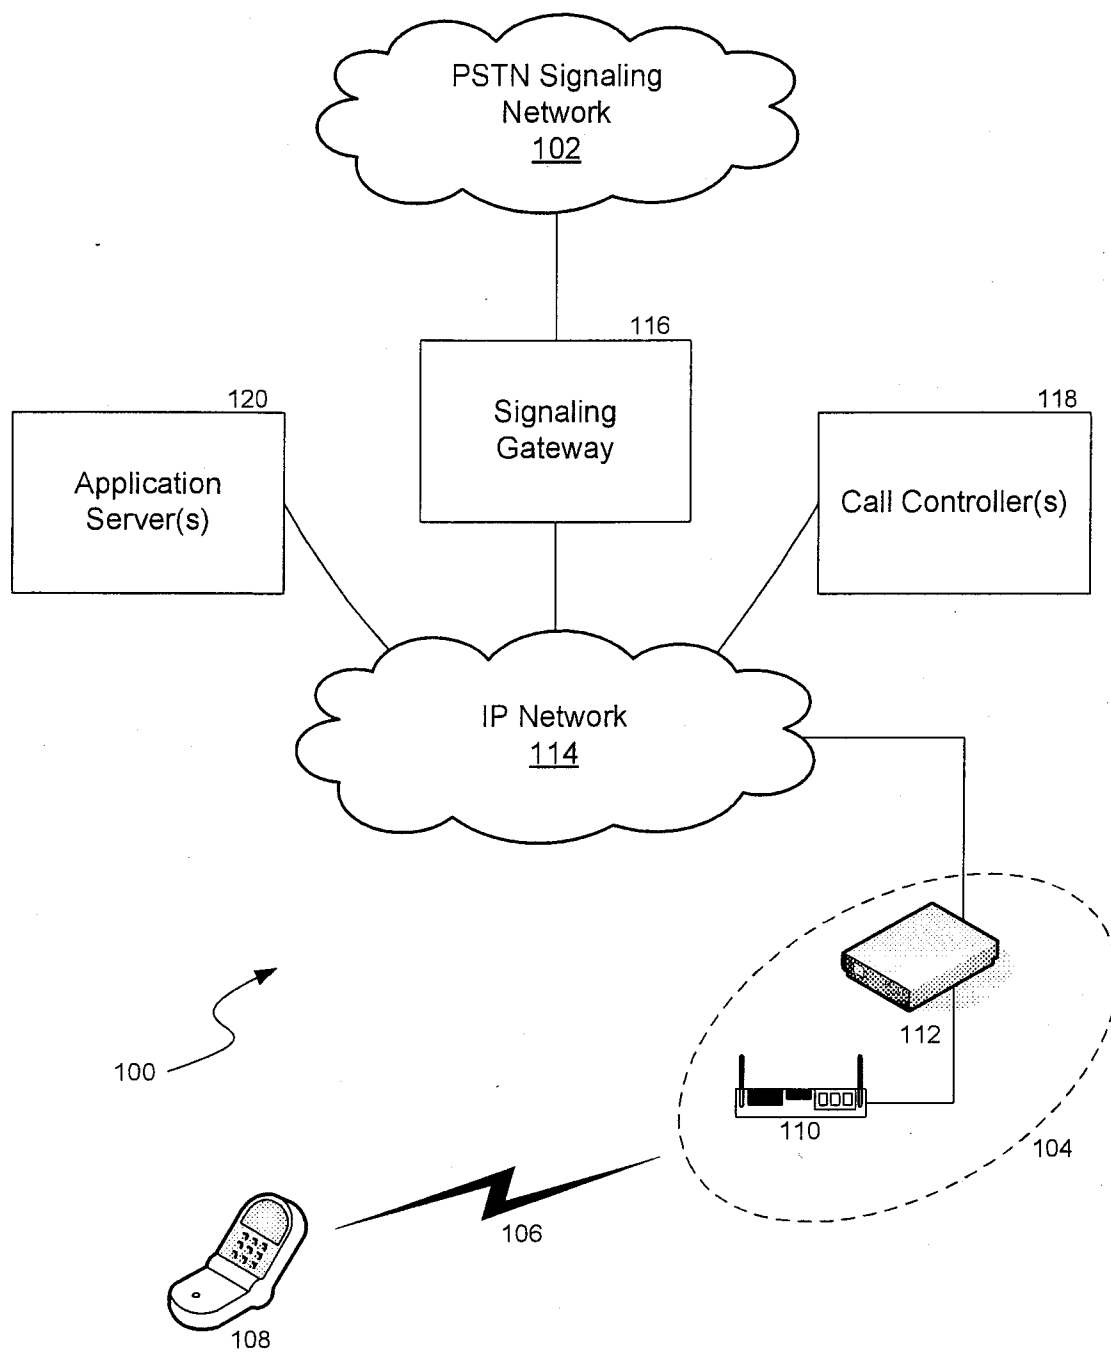 PSTN Signaling
Network
102
116
Signaling
Gateway
120
Application
Server(s)
118
Call Controller(s)
IP Network
114
112
100
110
104
106
108